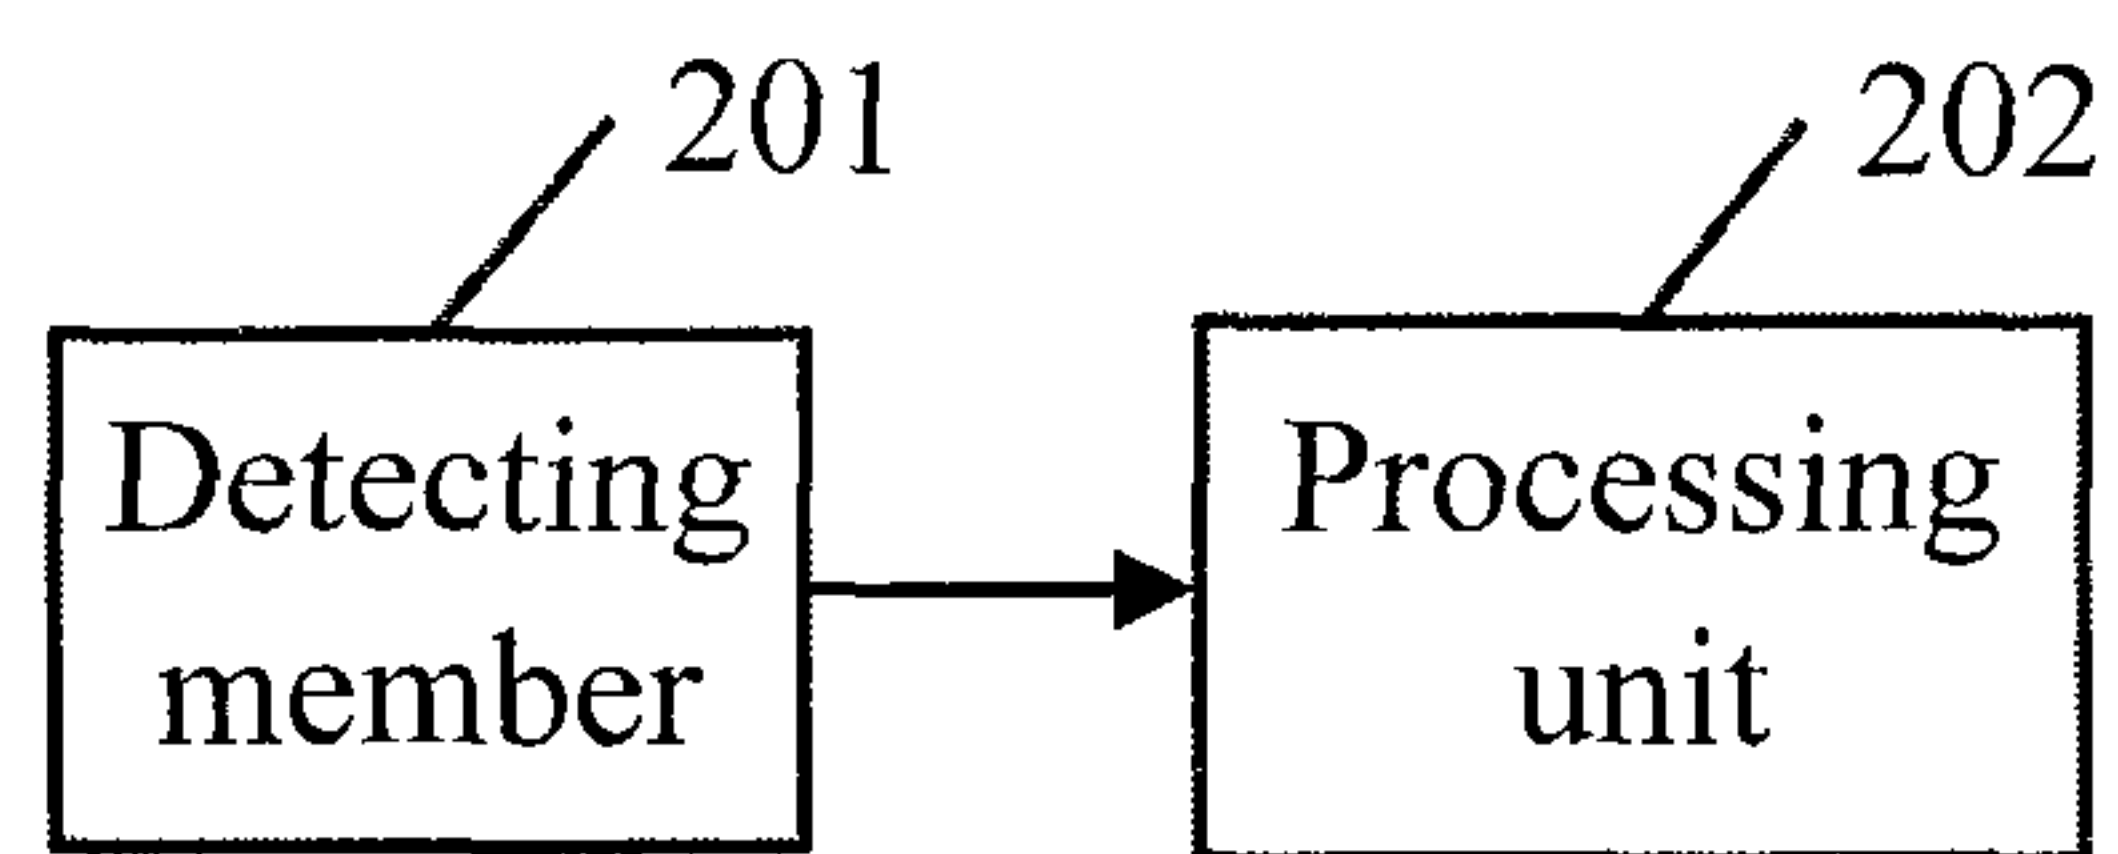 201
202
Detecting
member
Processing
unit